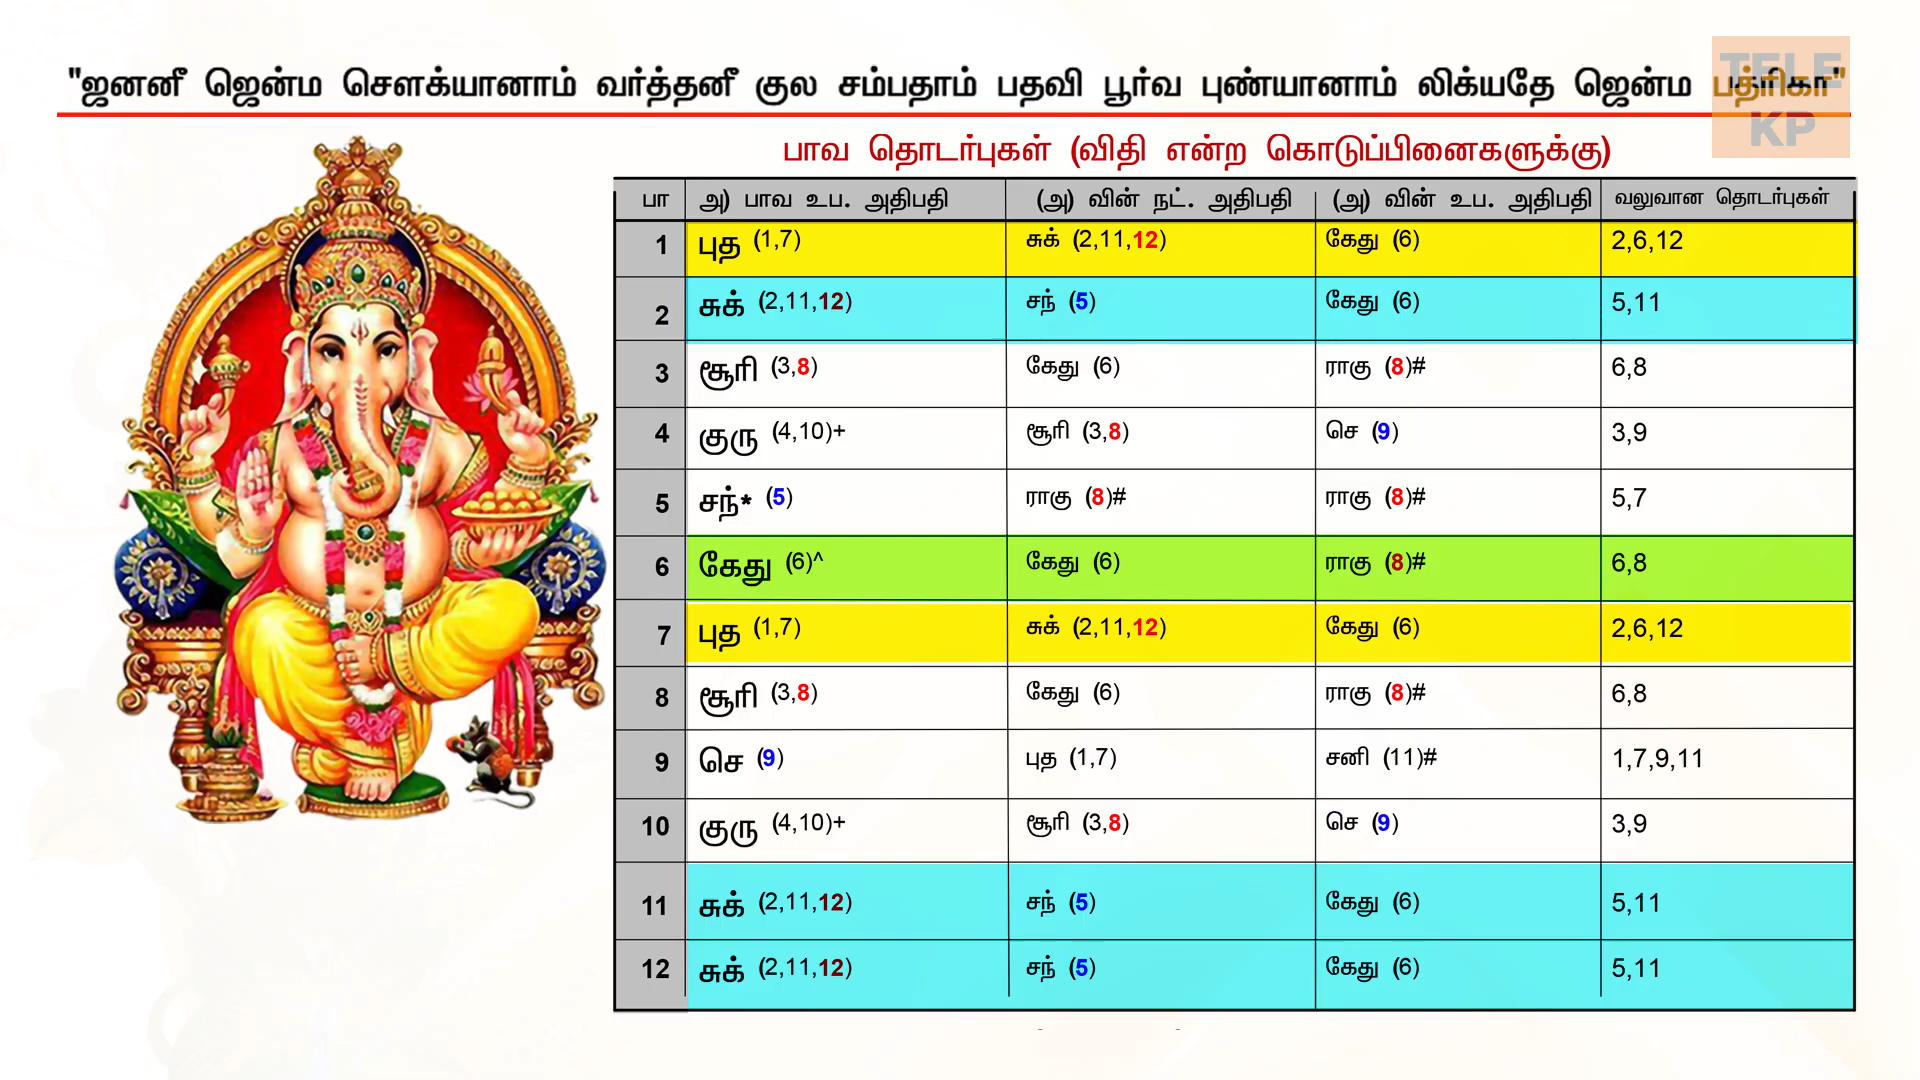 "ஜனனீ ஜென்ம சௌக்யானாம் வர்த்தனீ குல சம்பதாம் பதவி பூர்வ புண்யானாம் லிக்யதே ஜென்ம பத்ரிகா"
TELE
KP
பாவ தொடர்புகள் (விதி என்ற கொடுப்பினைகளுக்கு)
பா அ) பாவ உப. அதிபதி (அ) வின் நட். அதிபதி (அ) வின் உப. அதிபதி வலுவான தொடர்புகள்
1 புத (1,7) சுக் (2,11,12) கேது (6) 2,6,12
2 சுக் (2,11,12) சந் (5) கேது (6) 5,11
3 சூரி (3,8) கேது (6) ராகு (8)# 6,8
4 குரு (4,10)+ சூரி (3,8) செ (9) 3,9
5 சந்* (5) ராகு (8)# ராகு (8)# 5,7
6 கேது (6)^ கேது (6) ராகு (8)# 6,8
7 புத (1,7) சுக் (2,11,12) கேது (6) 2,6,12
8 சூரி (3,8) கேது (6) ராகு (8)# 6,8
9 செ (9) புத (1,7) சனி (11)# 1,7,9,11
10 குரு (4,10)+ சூரி (3,8) செ (9) 3,9
11 சுக் (2,11,12) சந் (5) கேது (6) 5,11
12 சுக் (2,11,12) சந் (5) கேது (6) 5,11